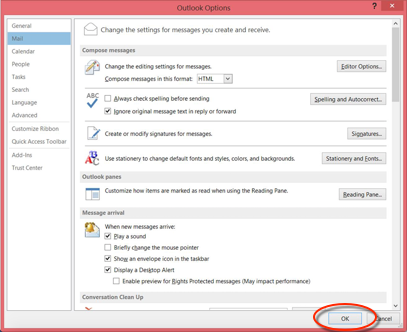 Outlook Options
?
General
Mail
Calendar
People
Tasks
Search
Language
Advanced
Customize Ribbon
Quick Access Toolbar
Add-Ins
Trust Center
Change the settings for messages you create and receive.
Compose messages
Change the editing settings for messages.
Editor Options...
Compose messages in this format: HTML
ABC
Always check spelling before sending
Spelling and Autocorrect...
Ignore original message text in reply or forward
Create or modify signatures for messages.
Signatures...
Use stationery to change default fonts and styles, colors, and backgrounds.
Stationery and Fonts...
Outlook panes
Customize how items are marked as read when using the Reading Pane.
Reading Pane...
Message arrival
When new messages arrive:
Play a sound
Briefly change the mouse pointer
Show an envelope icon in the taskbar
Display a Desktop Alert
Enable preview for Rights Protected messages (May impact performance)
Conversation Clean Up
OK
Cancel